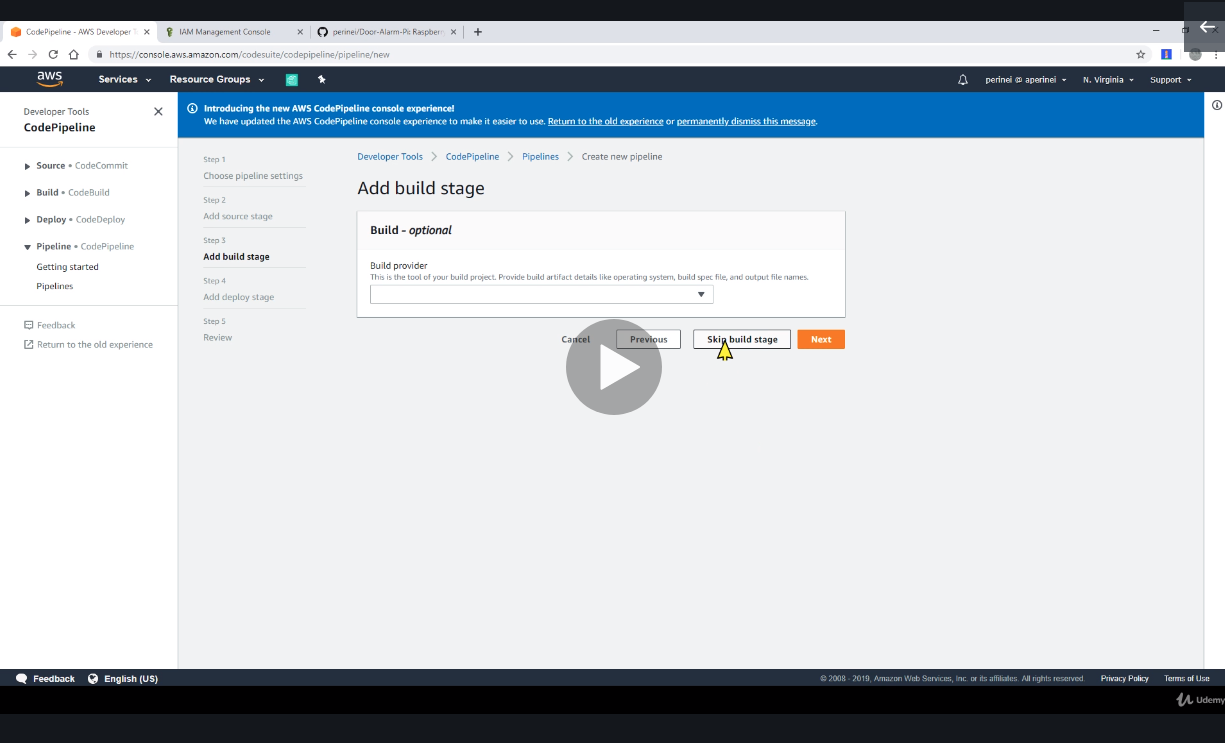 CodePipeline - AWS Developer T
IAM Management Console
perinei/Door-Alarm-Pi: Raspberr
https://console.aws.amazon.com/codesuite/codepipeline/pipeline/new
aws
Services
Resource Groups
perinei @ aperinei
N. Virginia
Support
Developer Tools
CodePipeline
Source • CodeCommit
Build • CodeBuild
Deploy • CodeDeploy
Pipeline • CodePipeline
Getting started
Pipelines
Feedback
Return to the old experience
Introducing the new AWS CodePipeline console experience!
We have updated the AWS CodePipeline console experience to make it easier to use. Return to the old experience or permanently dismiss this message.
Step 1
Choose pipeline settings
Step 2
Add source stage
Step 3
Add build stage
Step 4
Add deploy stage
Step 5
Review
Developer Tools
CodePipeline
Pipelines
Create new pipeline
Add build stage
Build - optional
Build provider
This is the tool of your build project. Provide build artifact details like operating system, build spec file, and output file names.
Cancel
Previous
Skip build stage
Next
Feedback
English (US)
© 2008 - 2019, Amazon Web Services, Inc. or its affiliates. All rights reserved.
Privacy Policy
Terms of Use
Udemy